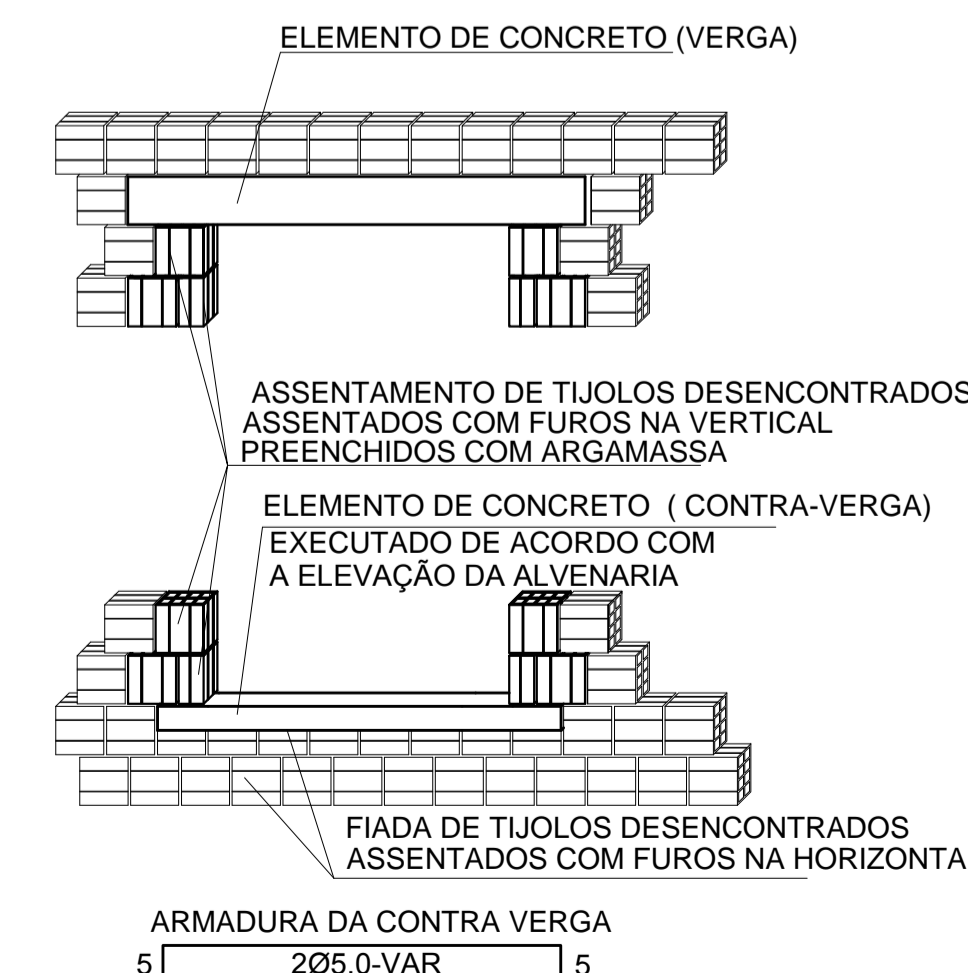 ELEMENTO DE CONCRETO (VERGA)
ASSENTAMENTO DE TIJOLOS DESENCONTRADOS
ASSENTADOS COM FUROS NA VERTICAL
PREENCHIDOS COM ARGAMASSA
ELEMENTO DE CONCRETO ( CONTRA-VERGA)
EXECUTADO DE ACORDO COM
A ELEVAÇÃO DA ALVENARIA
FIADA DE TIJOLOS DESENCONTRADOS
ASSENTADOS COM FUROS NA HORIZONTA
ARMADURA DA CONTRA VERGA
5 2Ø5.0-VAR 5